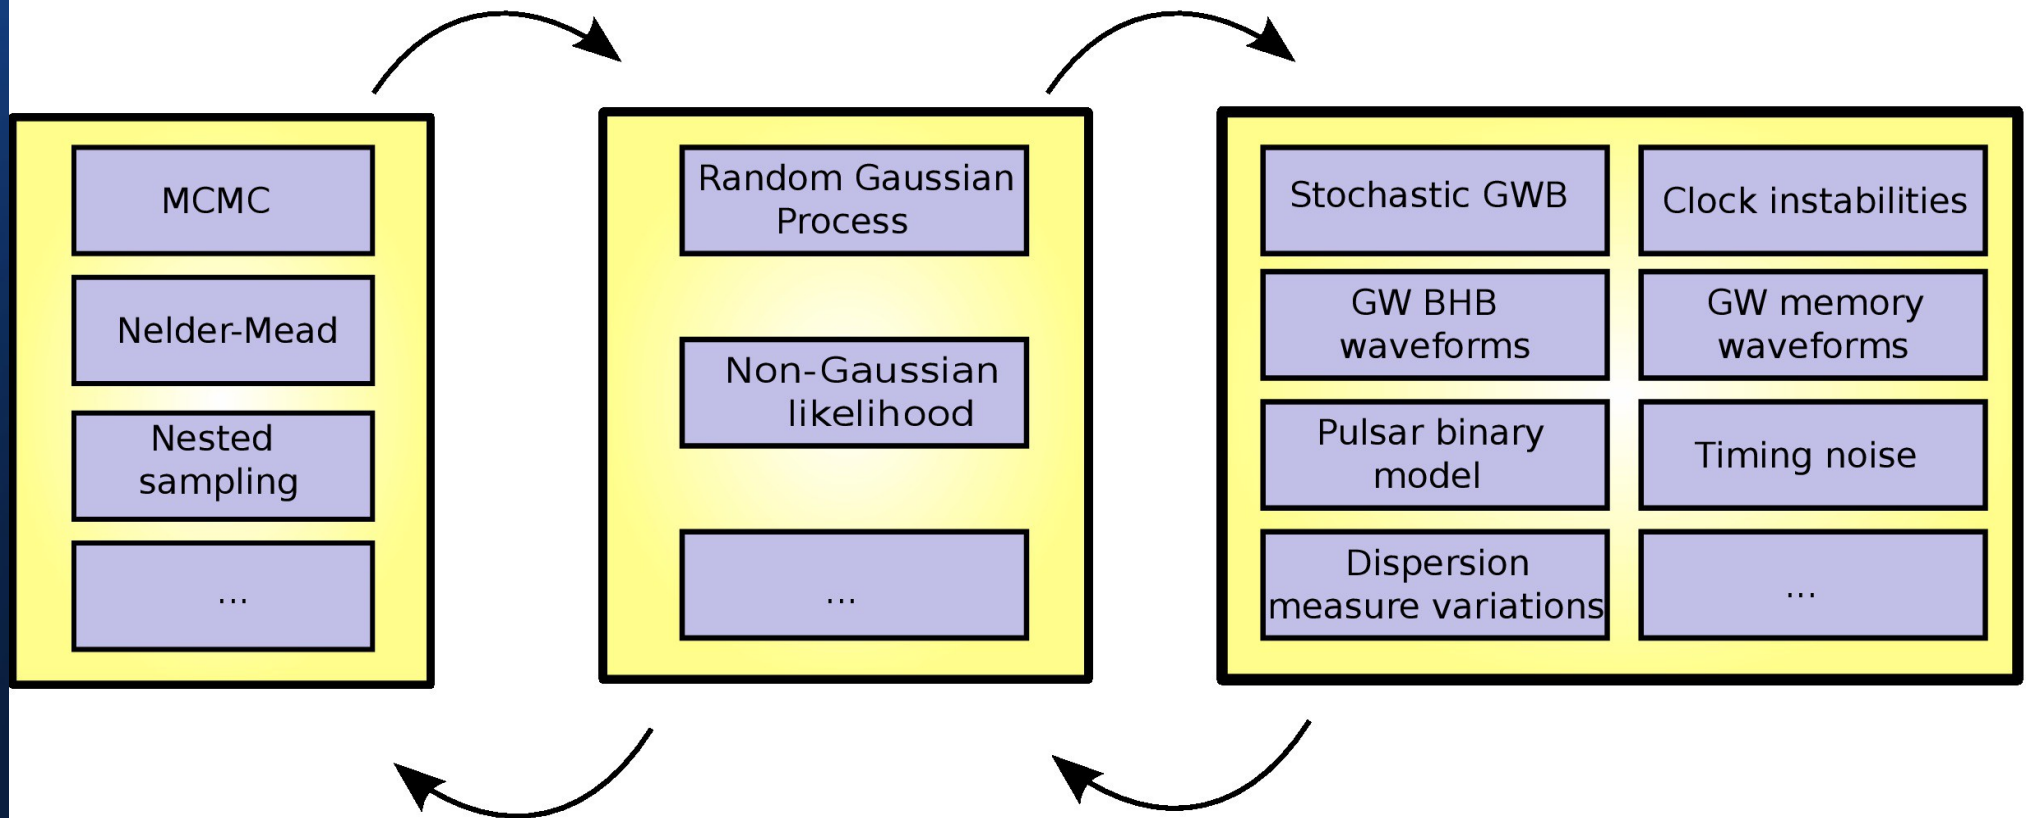 MCMC
Nelder-Mead
Nested
sampling
...
Random Gaussian
Process
Non-Gaussian
likelihood
...
Stochastic GWB
Clock instabilities
GW BHB
waveforms
GW memory
waveforms
Pulsar binary
model
Timing noise
Dispersion
measure variations
...